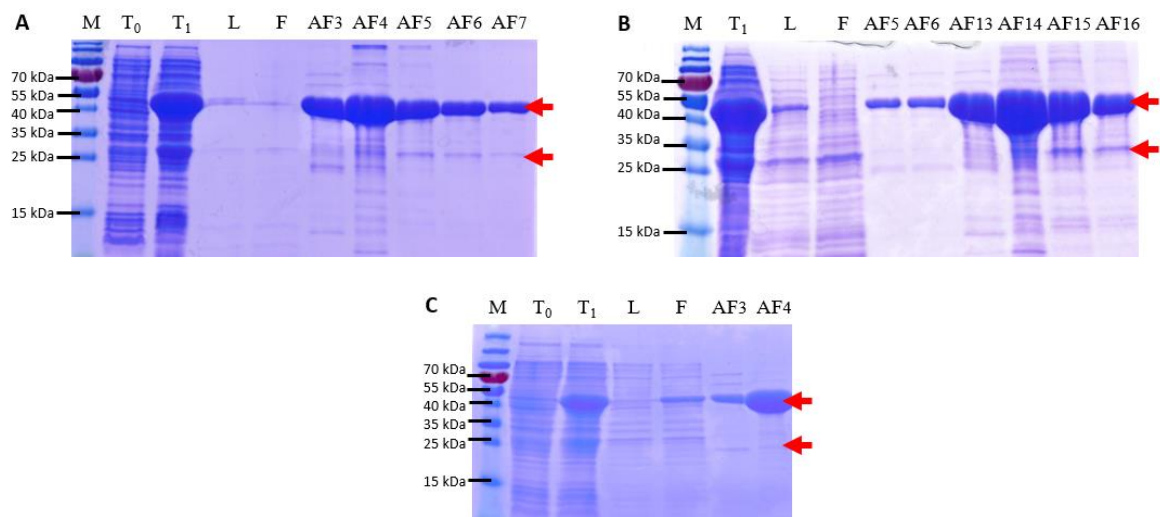 A M T₀ T₁ L F AF3 AF4 AF5 AF6 AF7
70 kDa
55 kDa
40 kDa
35 kDa
25 kDa
15 kDa
B M T₁ L F AF5 AF6 AF13 AF14 AF15 AF16
70 kDa
55 kDa
40 kDa
35 kDa
25 kDa
15 kDa
C M T₀ T₁ L F AF3 AF4
70 kDa
55 kDa
40 kDa
35 kDa
25 kDa
15 kDa